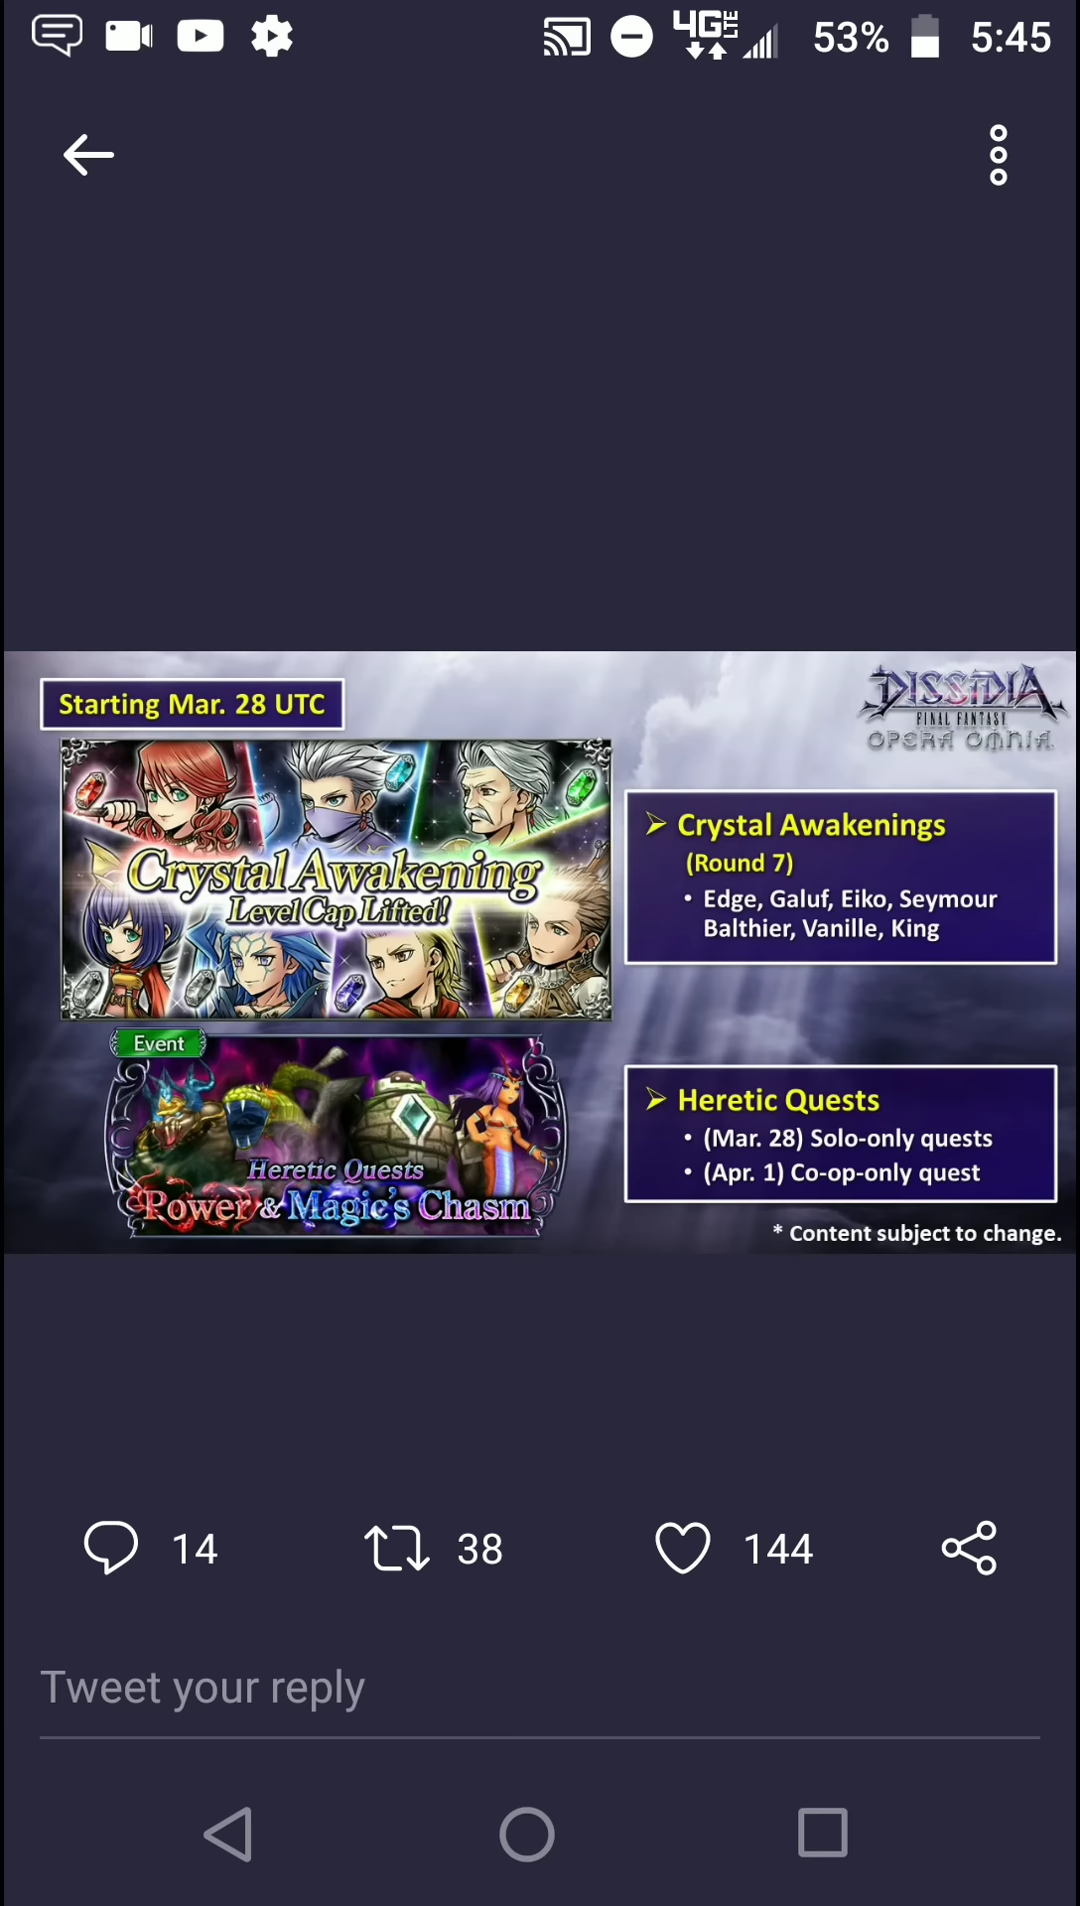 4G LTE 53% 5:45
Starting Mar. 28 UTC
DISSIDIA
FINAL FANTASY
OPERA OMNIA
Crystal Awakening
Level Cap Lifted!
➢ Crystal Awakenings
(Round 7)
• Edge, Galuf, Eiko, Seymour
Balthier, Vanille, King
Event
Heretic Quests
Power & Magic's Chasm
➢ Heretic Quests
• (Mar. 28) Solo-only quests
• (Apr. 1) Co-op-only quest
* Content subject to change.
14 38 144
Tweet your reply